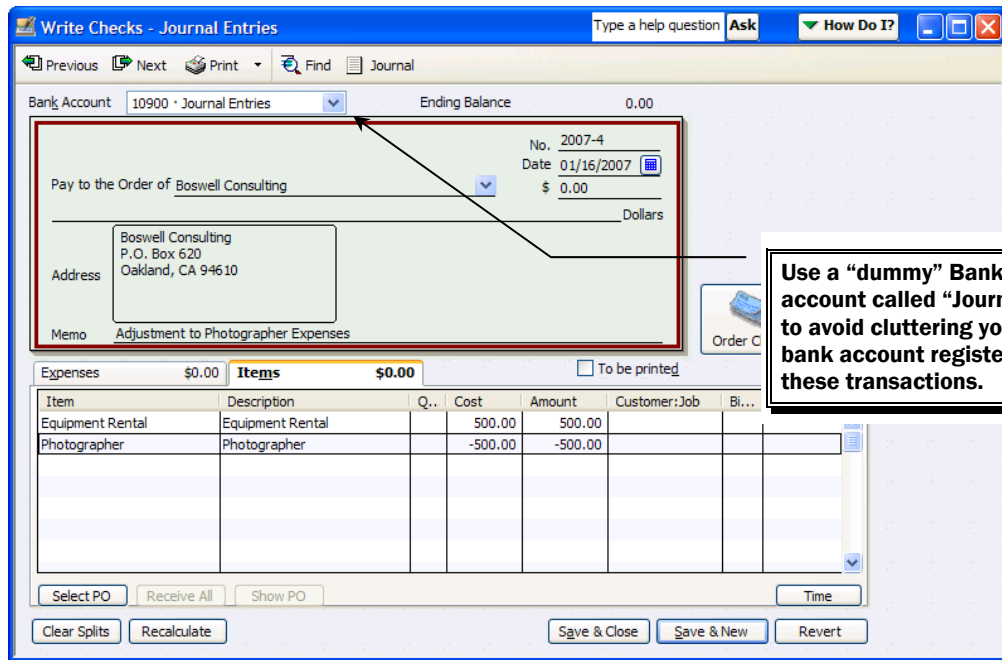 Write Checks - Journal Entries
Type a help question Ask
How Do I?
Previous Next Print Find Journal
Bank Account 10900 · Journal Entries Ending Balance 0.00
No. 2007-4
Date 01/16/2007
Pay to the Order of Boswell Consulting $ 0.00
Dollars
Boswell Consulting
P.O. Box 620
Address Oakland, CA 94610
Memo Adjustment to Photographer Expenses
Order C
Use a “dummy” Bank
account called “Journ
to avoid cluttering yo
bank account registe
these transactions.
Expenses $0.00 Items $0.00 To be printed
Item Description Q... Cost Amount Customer:Job Bi...
Equipment Rental Equipment Rental 500.00 500.00
Photographer Photographer -500.00 -500.00
Select PO Receive All Show PO Time
Clear Splits Recalculate Save & Close Save & New Revert